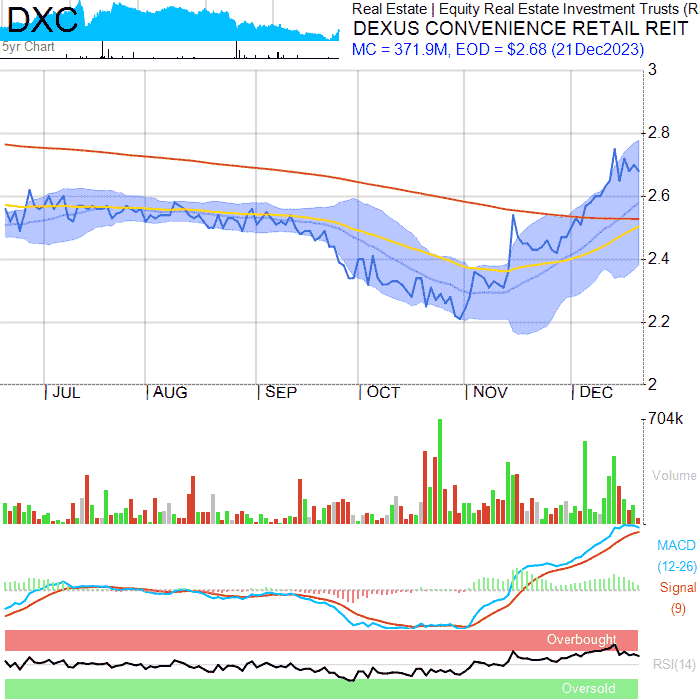 DXC
5yr Chart
Real Estate | Equity Real Estate Investment Trusts (R
DEXUS CONVENIENCE RETAIL REIT
MC = 371.9M, EOD = $2.68 (21Dec2023)
3
2.8
2.6
2.4
2.2
2
JUL AUG SEP OCT NOV DEC
704k
Volume
MACD
(12-26)
Signal
(9)
Overbought
RSI(14)
Oversold